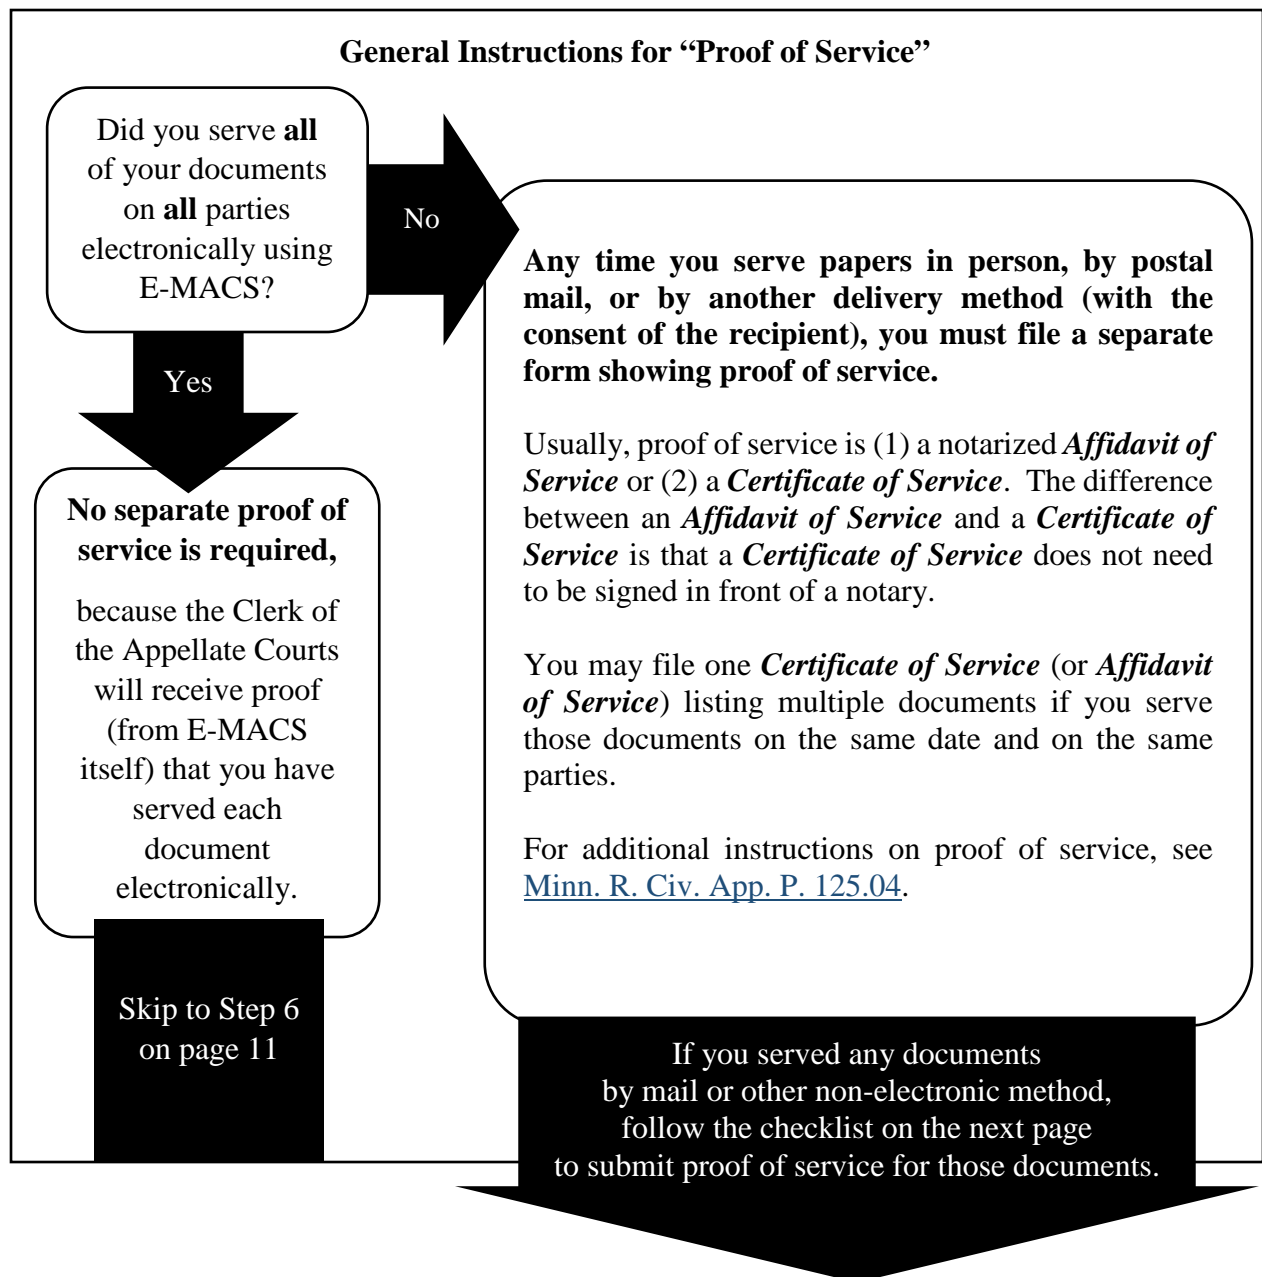 General Instructions for “Proof of Service”
Did you serve all
of your documents
on all parties
electronically using
E-MACS?
No
Yes
No separate proof of
service is required,
because the Clerk of
the Appellate Courts
will receive proof
(from E-MACS
itself) that you have
served each
document
electronically.
Skip to Step 6
on page 11
Any time you serve papers in person, by postal
mail, or by another delivery method (with the
consent of the recipient), you must file a separate
form showing proof of service.
Usually, proof of service is (1) a notarized Affidavit of
Service or (2) a Certificate of Service. The difference
between an Affidavit of Service and a Certificate of
Service is that a Certificate of Service does not need
to be signed in front of a notary.
You may file one Certificate of Service (or Affidavit
of Service) listing multiple documents if you serve
those documents on the same date and on the same
parties.
For additional instructions on proof of service, see
Minn. R. Civ. App. P. 125.04.
If you served any documents
by mail or other non-electronic method,
follow the checklist on the next page
to submit proof of service for those documents.